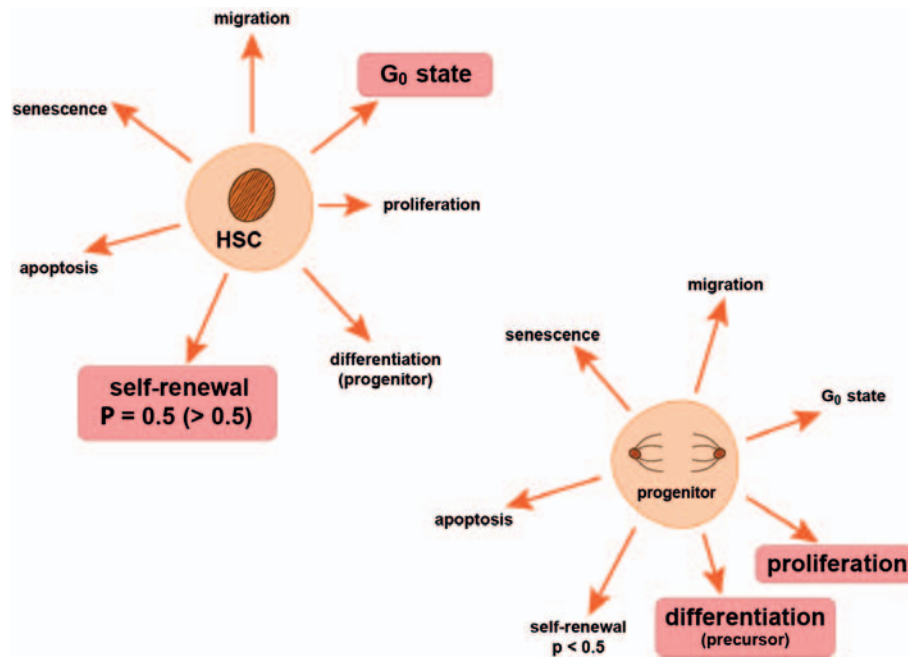 migration
G₀ state
senescence
proliferation
HSC
apoptosis
differentiation
(progenitor)
self-renewal
P = 0.5 (> 0.5)
migration
senescence
G₀ state
progenitor
apoptosis
proliferation
differentiation
(precursor)
self-renewal
p < 0.5